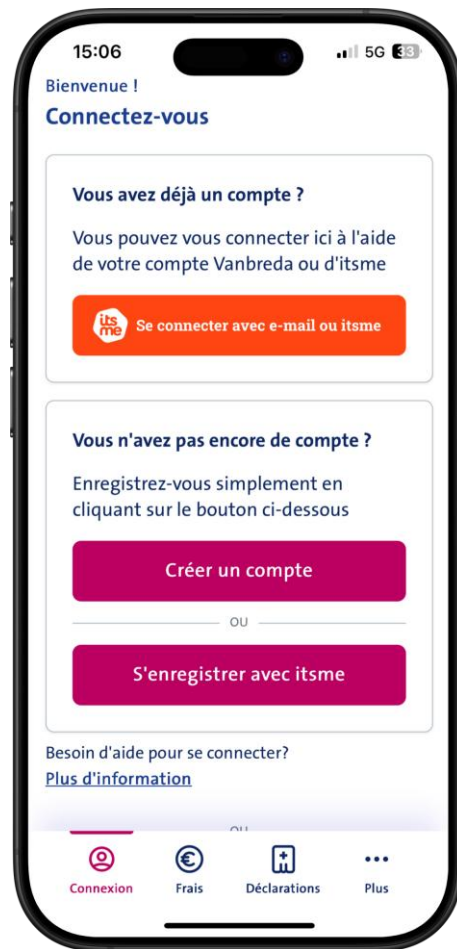 15:06
5G 33
Bienvenue !
Connectez-vous
Vous avez déjà un compte ?
Vous pouvez vous connecter ici à l'aide
de votre compte Vanbreda ou d'itsme
its
me
Se connecter avec e-mail ou itsme
Vous n'avez pas encore de compte ?
Enregistrez-vous simplement en
cliquant sur le bouton ci-dessous
Créer un compte
OU
S'enregistrer avec itsme
Besoin d'aide pour se connecter?
Plus d'information
OU
Connexion
Frais
Déclarations
Plus